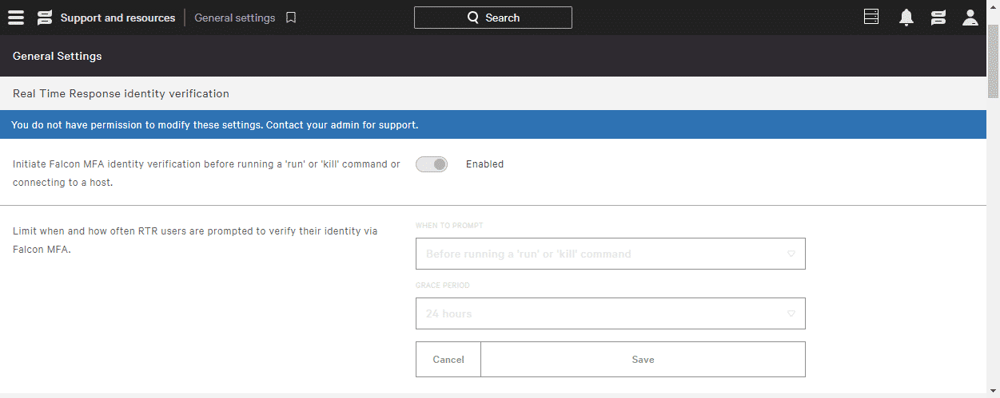 Support and resources
General settings
Search
General Settings
Real Time Response identity verification
You do not have permission to modify these settings. Contact your admin for support.
Initiate Falcon MFA identity verification before running a 'run' or 'kill' command or
connecting to a host.
Enabled
Limit when and how often RTR users are prompted to verify their identity via
Falcon MFA.
WHEN TO PROMPT
Before running a 'run' or 'kill' command
GRACE PERIOD
24 hours
Cancel
Save